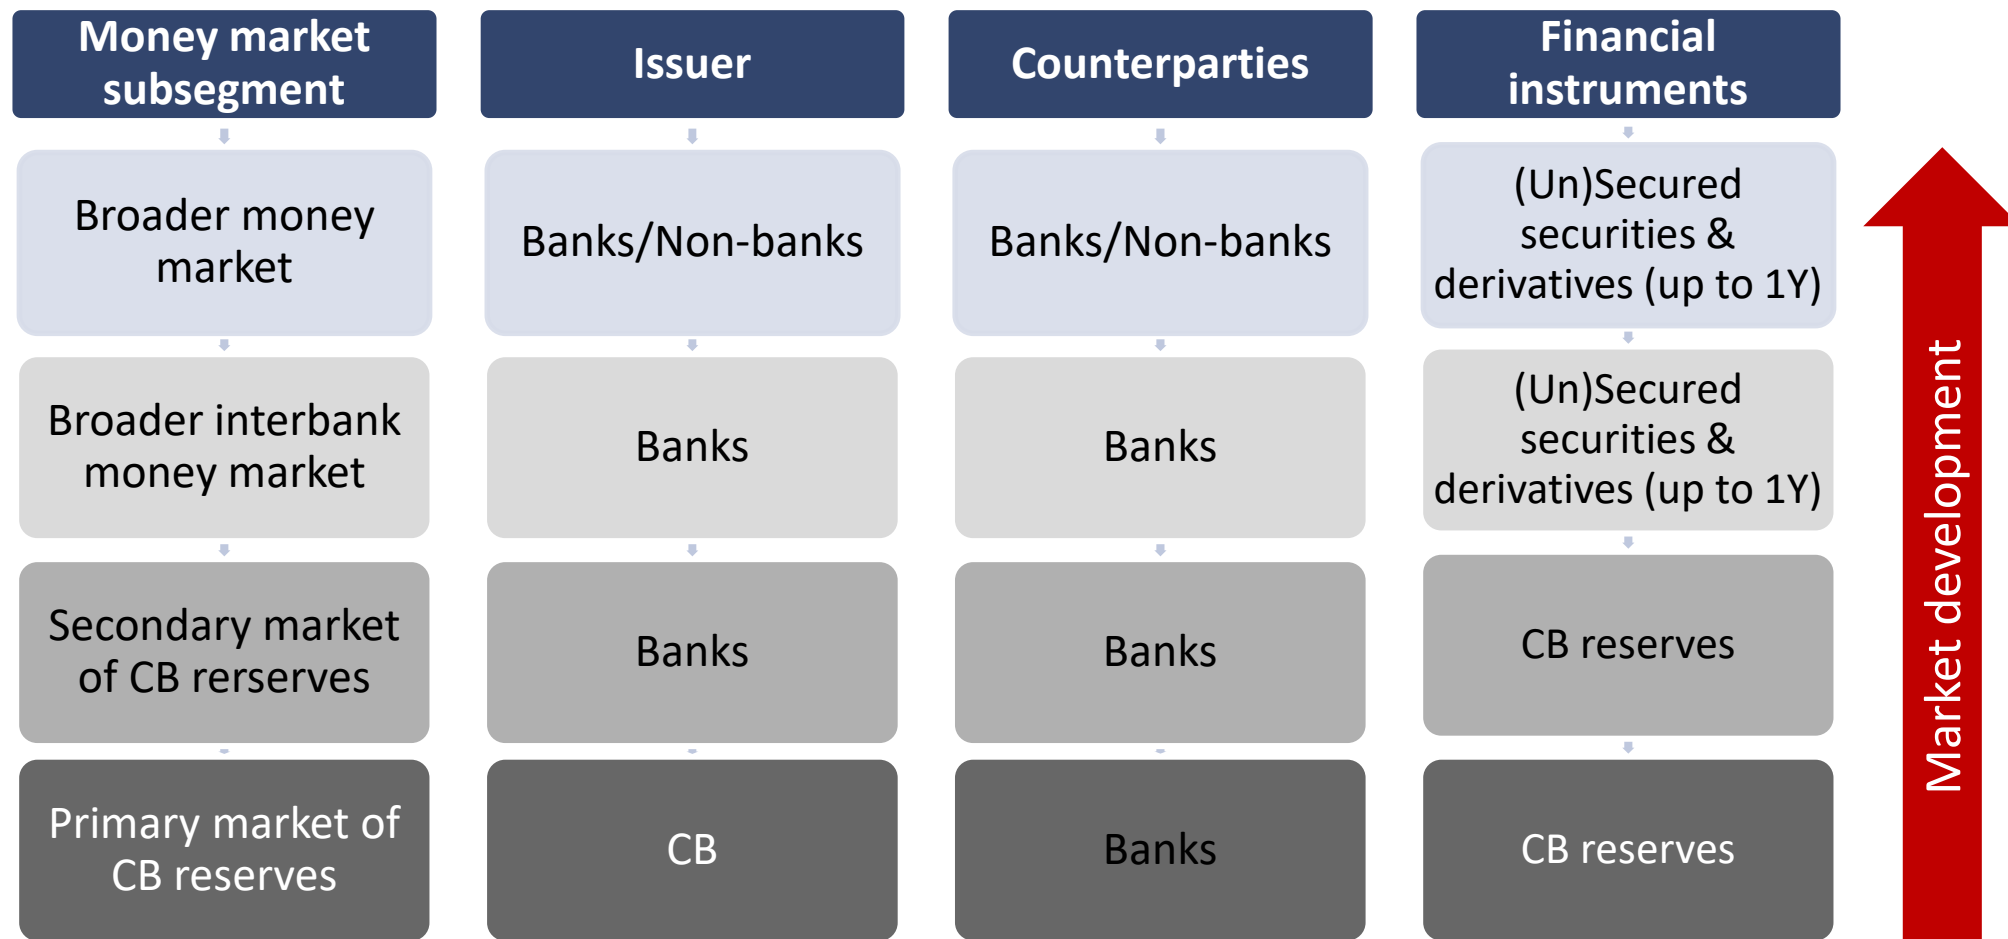 Money market
subsegment
Issuer
Counterparties
Financial
instruments
Broader money
market
Banks/Non-banks
Banks/Non-banks
(Un)Secured
securities &
derivatives (up to 1Y)
Broader interbank
money market
Banks
Banks
(Un)Secured
securities &
derivatives (up to 1Y)
Secondary market
of CB rerserves
Banks
Banks
CB reserves
Primary market of
CB reserves
CB
Banks
CB reserves
Market development